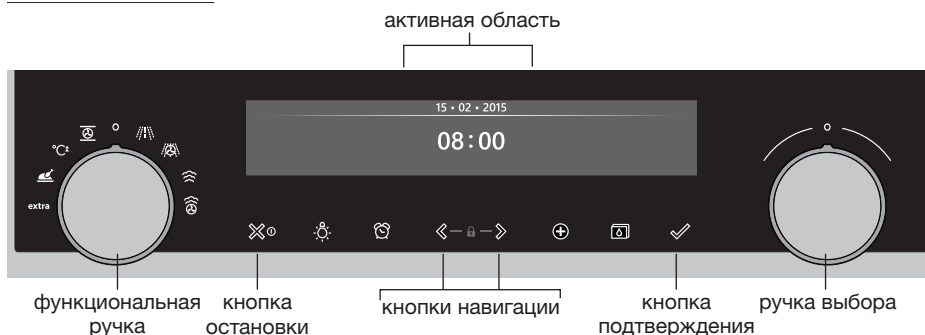 активная область
15 • 02 • 2015
08:00
°C
extra
функциональная
ручка
кнопка
остановки
кнопки навигации
кнопка
подтверждения
ручка выбора